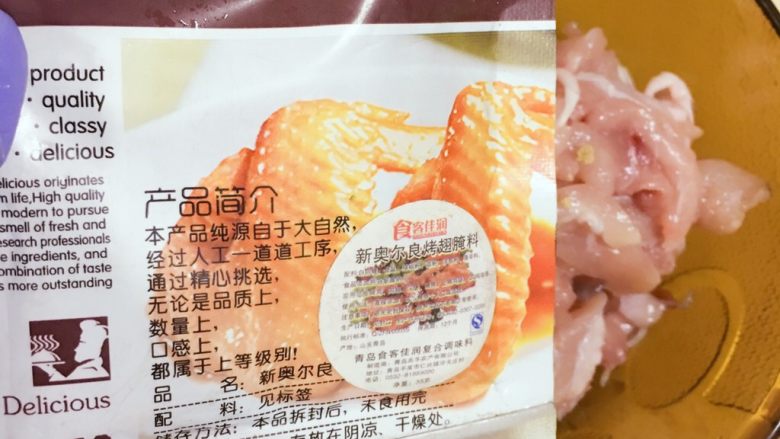 product
· quality
· classy
· delicious
elicious oriylnates
m life,High quality
modern to pursue
smell of fresh and
esearch professionals
e ingredients, and
ombination of taste
s more outstanding
Delicious
产品简介
本产品纯源自于大自然,
经过人工一道道工序,
通过精心挑选,
无论是品质上,
数量上,
口感上,
都属于上等级别!
品 名: 新奥尔良
配 料: 见标签
储存方法: 本品拆封后, 未食用完
存放在阴凉、干燥处。
食客佳润
新奥尔良烤翅腌料
青岛食客佳润复合调味料